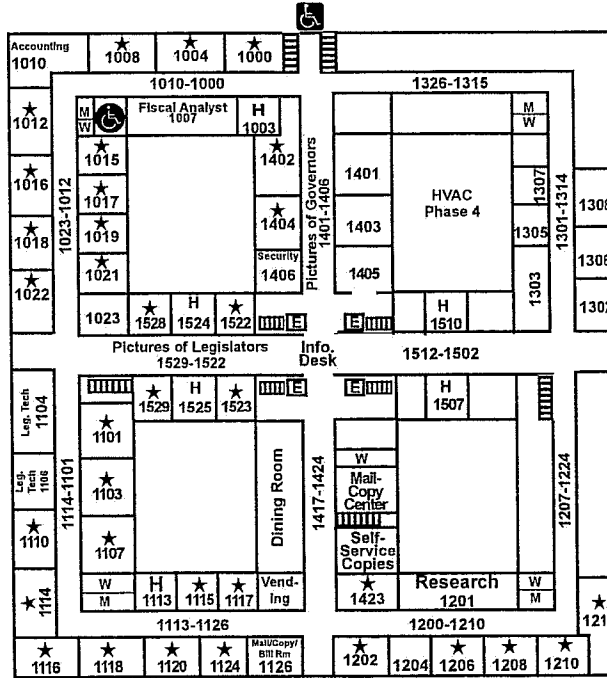 Accounting
1010
★
1008
★
1004
★
1000
1010-1000
1326-1315
★
1012
M
W
Fiscal Analyst
1007
H
1003
M
W
★
1015
★
1402
1401
HVAC
Phase 4
1307
★
1016
★
1017
1308
★
1018
★
1019
★
1404
1403
1305
1306
★
1022
★
1021
Security
1406
1405
1303
1302
1023-1012
Pictures of Governors
1401-1406
1301-1314
1023
★
1528
H
1524
★
1522
E
E
H
1510
Pictures of Legislators
1529-1522
Info.
Desk
1512-1502
Leg. Tech
1104
★
1529
H
1525
★
1523
E
E
H
1507
★
1101
W
Leg.
Tech
1106
★
1103
Dining Room
Mail-
Copy
Center
1114-1101
1417-1424
1207-1224
★
1110
★
1107
Self-
Service
Copies
★
1114
W
M
H
1113
★
1115
★
1117
Vend-
ing
★
1423
Research
1201
W
M
★
121
1113-1126
1200-1210
★
1116
★
1118
★
1120
★
1124
Mail/Copy/
Bill Rm
1126
★
1202
1204
★
1206
★
1208
★
1210